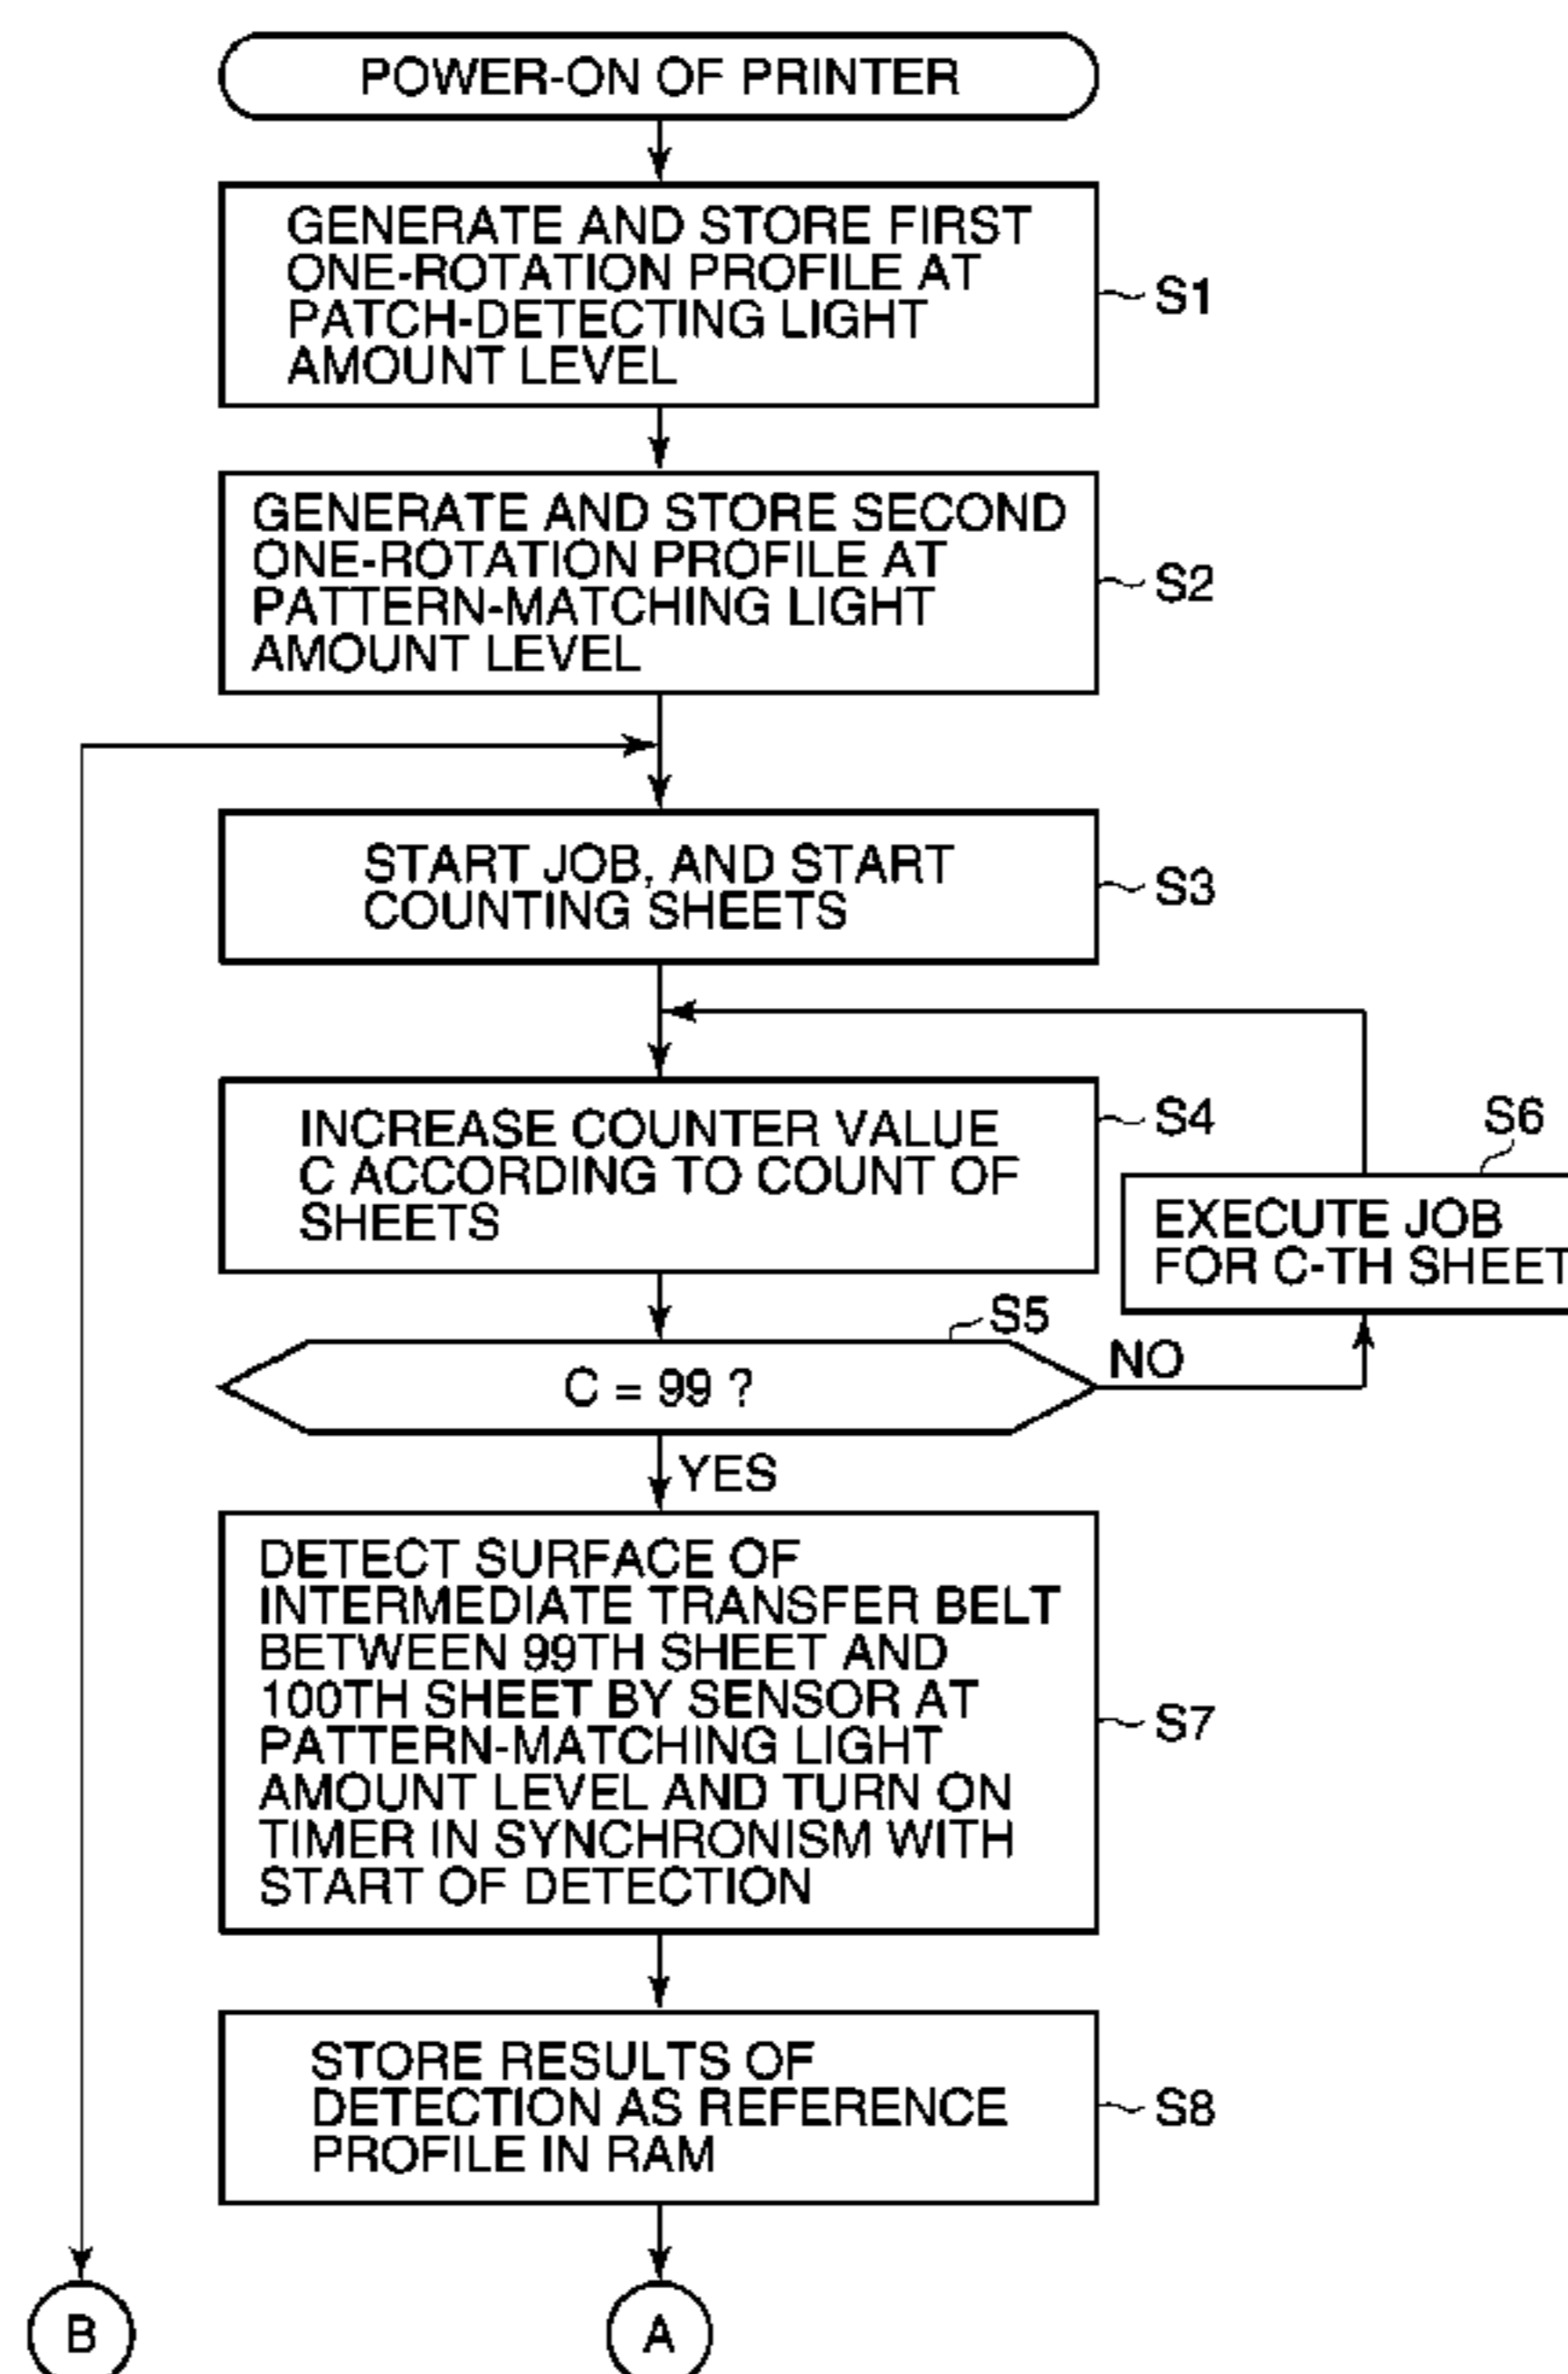 POWER-ON OF PRINTER
GENERATE AND STORE FIRST
ONE-ROTATION PROFILE AT
PATCH-DETECTING LIGHT
AMOUNT LEVEL
S1
GENERATE AND STORE SECOND
ONE-ROTATION PROFILE AT
PATTERN-MATCHING LIGHT
AMOUNT LEVEL
S2
START JOB, AND START
COUNTING SHEETS
S3
INCREASE COUNTER VALUE
C ACCORDING TO COUNT OF
SHEETS
S4
S6
EXECUTE JOB
FOR C-TH SHEET
S5
C = 99 ?
NO
YES
DETECT SURFACE OF
INTERMEDIATE TRANSFER BELT
BETWEEN 99TH SHEET AND
100TH SHEET BY SENSOR AT
PATTERN-MATCHING LIGHT
AMOUNT LEVEL AND TURN ON
TIMER IN SYNCHRONISM WITH
START OF DETECTION
S7
STORE RESULTS OF
DETECTION AS REFERENCE
PROFILE IN RAM
S8
B
A